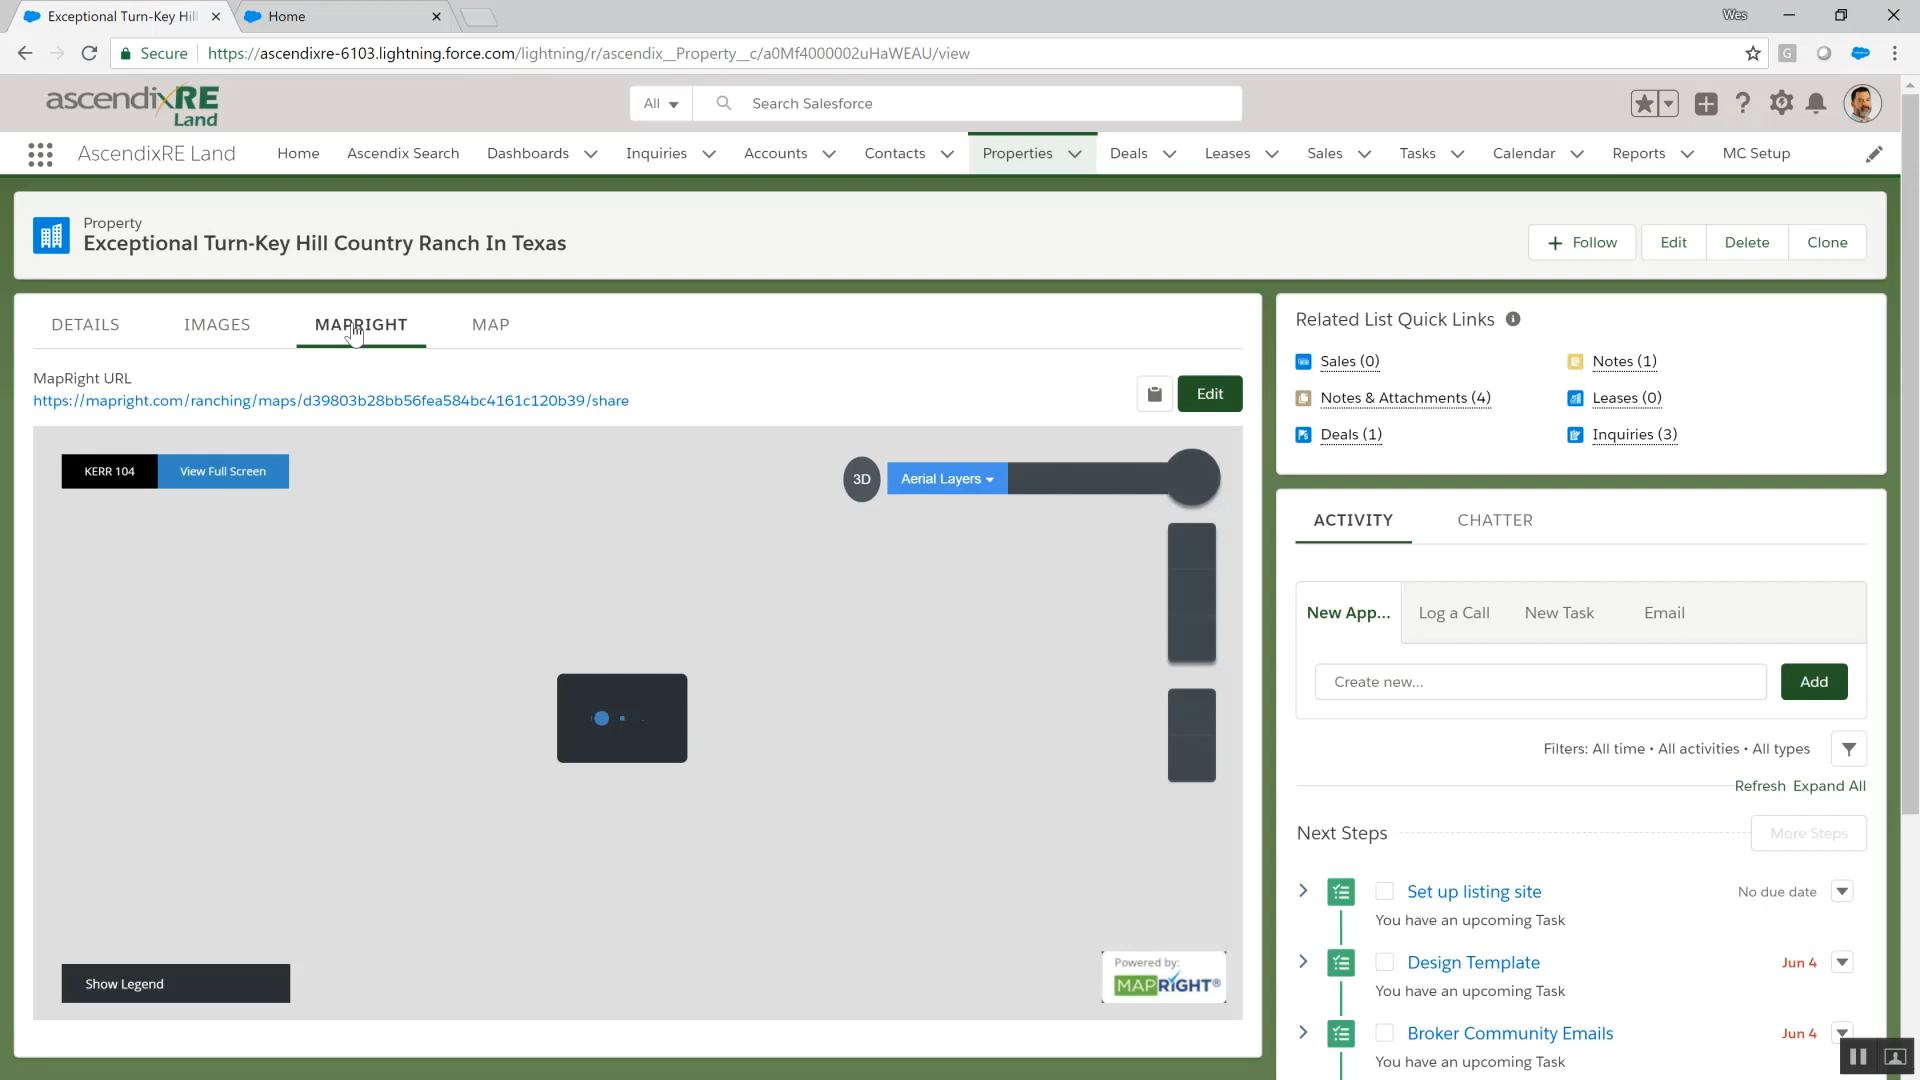 Exceptional Turn-Key Hill
Home
Wes
Secure
https://ascendixre-6103.lightning.force.com/lightning/r/ascendix__Property__c/a0Mf4000002uHaWEAU/view
ascendixRE
Land
All
Search Salesforce
AscendixRE Land
Home
Ascendix Search
Dashboards
Inquiries
Accounts
Contacts
Properties
Deals
Leases
Sales
Tasks
Calendar
Reports
MC Setup
Property
Exceptional Turn-Key Hill Country Ranch In Texas
Follow
Edit
Delete
Clone
DETAILS
IMAGES
MAPRIGHT
MAP
MapRight URL
https://mapright.com/ranching/maps/d39803b28bb56fea584bc4161c120b39/share
Edit
KERR 104
View Full Screen
3D
Aerial Layers
Show Legend
Powered by:
MAPRIGHT®
Related List Quick Links
Sales (0)
Notes (1)
Notes & Attachments (4)
Leases (0)
Deals (1)
Inquiries (3)
ACTIVITY
CHATTER
New App...
Log a Call
New Task
Email
Create new...
Add
Filters: All time • All activities • All types
Refresh
Expand All
Next Steps
More Steps
Set up listing site
No due date
You have an upcoming Task
Design Template
Jun 4
You have an upcoming Task
Broker Community Emails
Jun 4
You have an upcoming Task